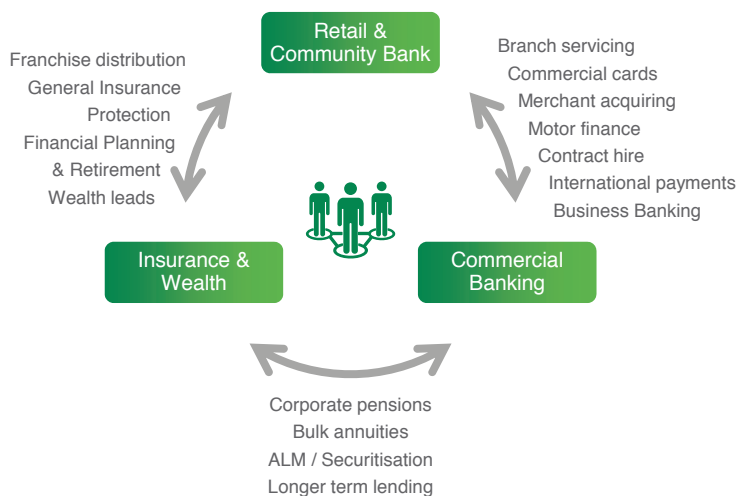 Retail &
Community Bank
Franchise distribution
General Insurance
Protection
Financial Planning
& Retirement
Wealth leads
Branch servicing
Commercial cards
Merchant acquiring
Motor finance
Contract hire
International payments
Business Banking
Insurance &
Wealth
Commercial
Banking
Corporate pensions
Bulk annuities
ALM / Securitisation
Longer term lending